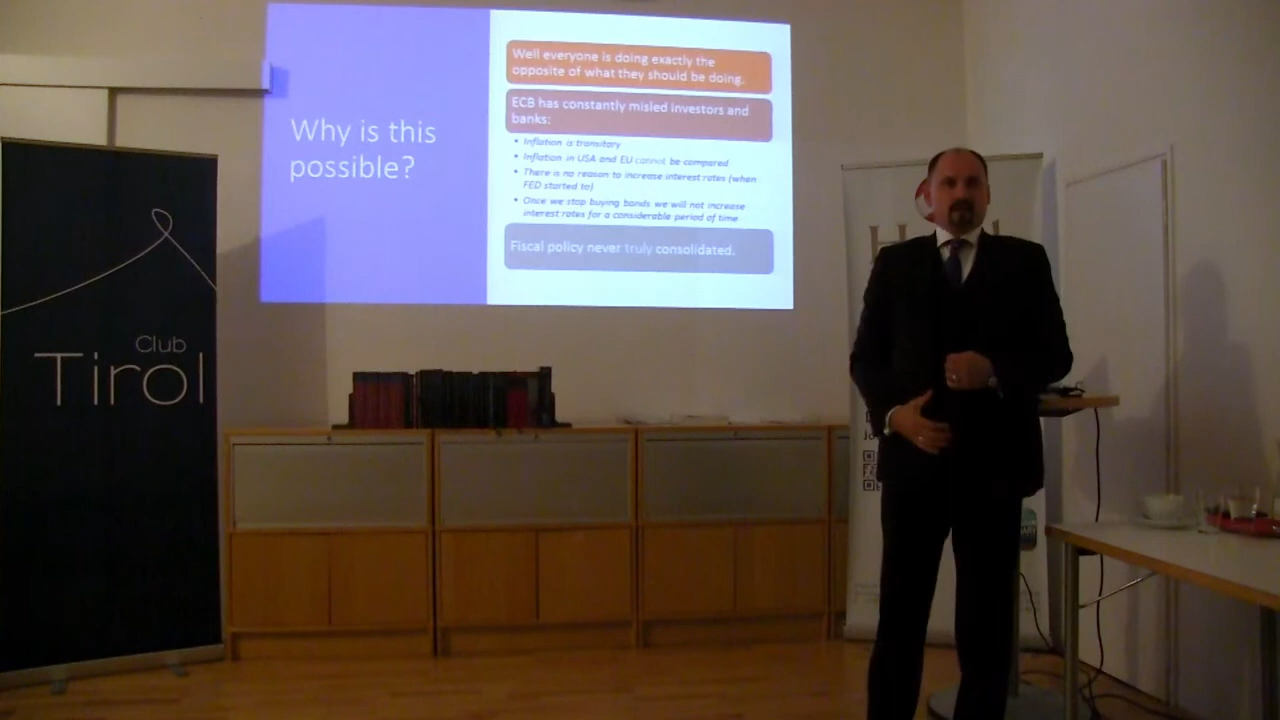 Why is this
possible?
Well everyone is doing exactly the
opposite of what they should be doing.
ECB has constantly misled investors and
banks:
• Inflation is transitary
• Inflation in USA and EU cannot be compared
• There is no reason to increase interest rates (when
FED started to)
• Once we stop buying bonds we will not increase
interest rates for a considerable period of time
Fiscal policy never truly consolidated.
Club
Tirol